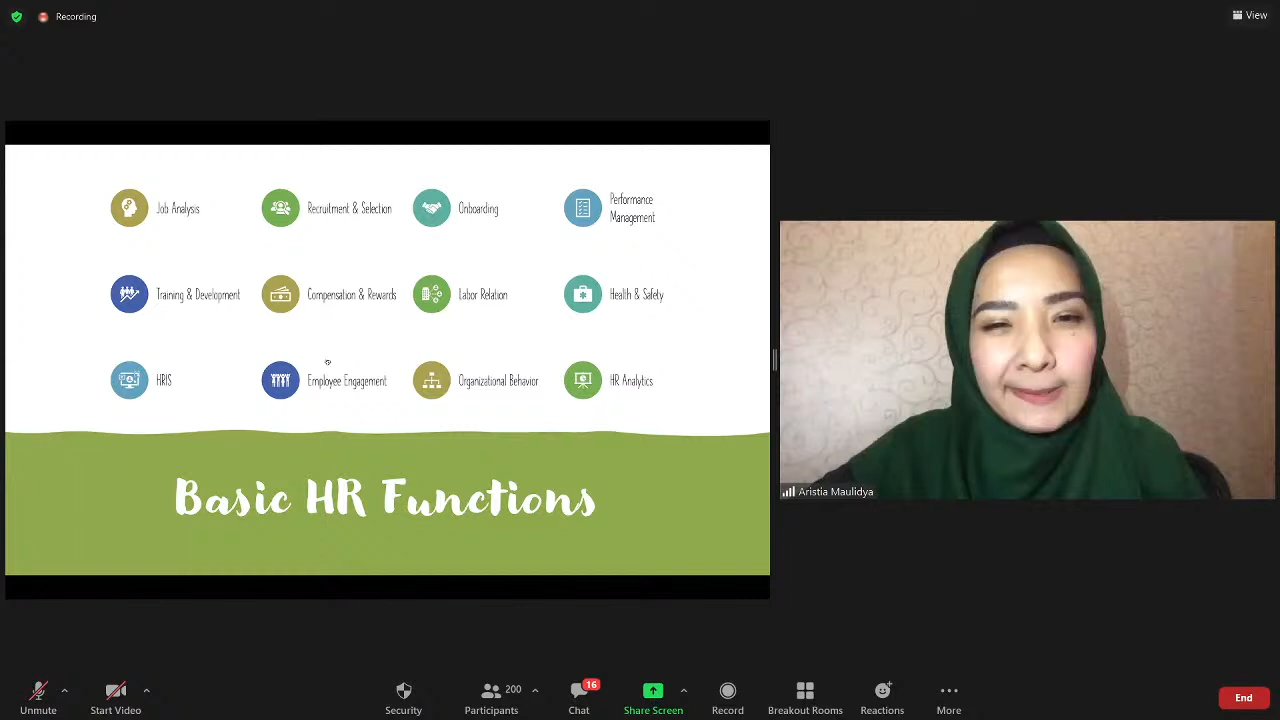 Recording
View
Job Analysis
Recruitment & Selection
Onboarding
Performance
Management
Training & Development
Compensation & Rewards
Labor Relation
Health & Safety
HRIS
Employee Engagement
Organizational Behavior
HR Analytics
Basic HR Functions
Aristia Maulidya
Unmute
Start Video
Security
200
Participants
16
Chat
Share Screen
Record
Breakout Rooms
Reactions
More
End